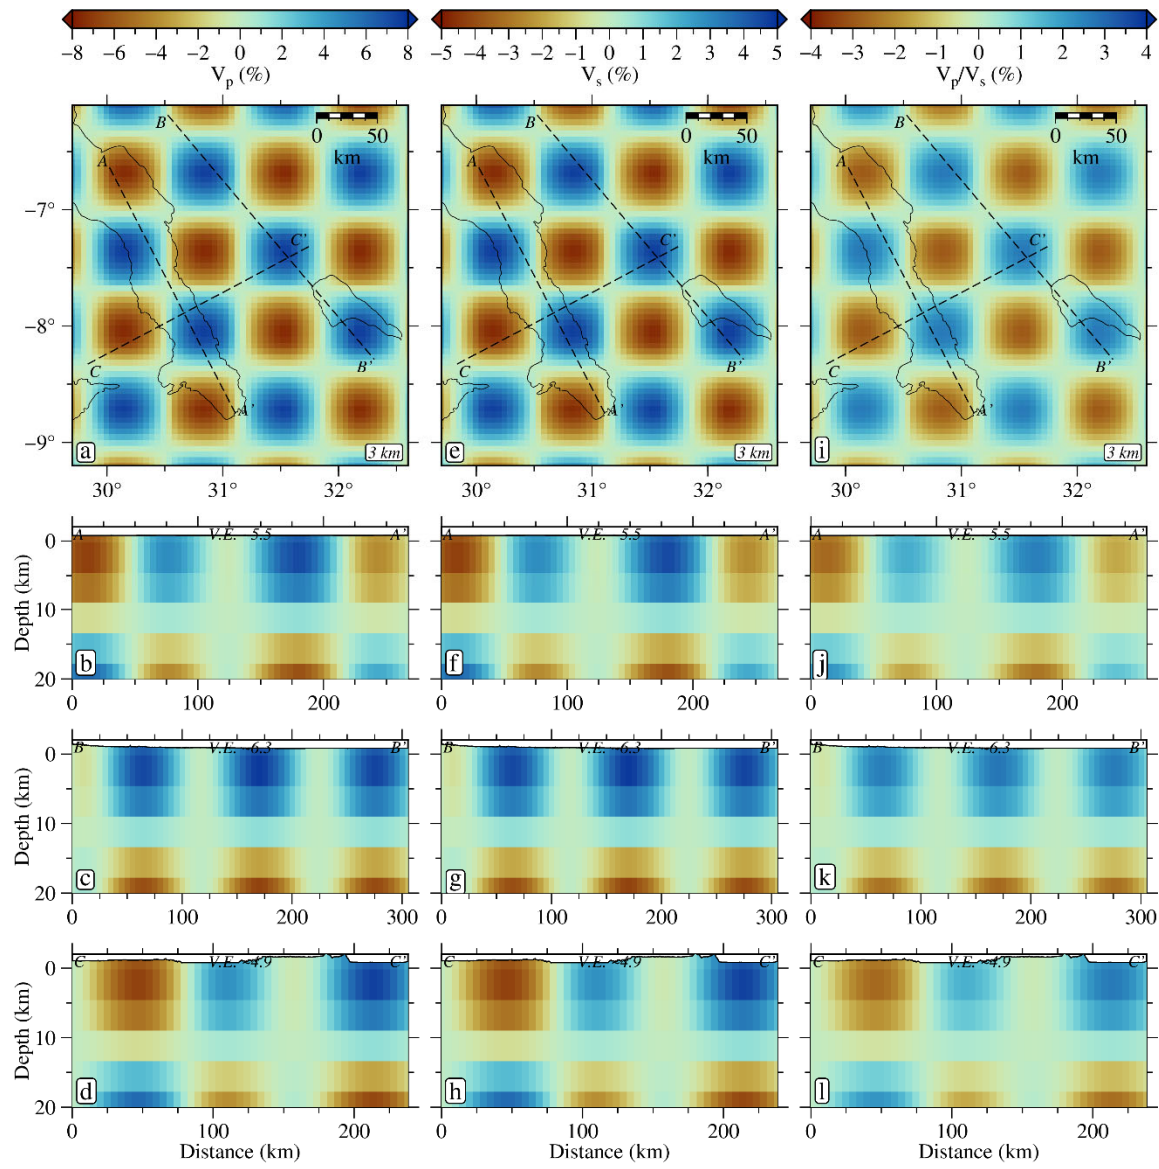 −8 −6 −4 −2 0 2 4 6 8
Vp (%)
−5 −4 −3 −2 −1 0 1 2 3 4 5
Vs (%)
−4 −3 −2 −1 0 1 2 3 4
Vp/Vs (%)
B
0 50
km
A
C'
C
B'
A'
a
3 km
−7°
−8°
−9°
30° 31° 32°
B
0 50
km
A
C'
C
B'
A'
e
3 km
30° 31° 32°
B
0 50
km
A
C'
C
B'
A'
i
3 km
30° 31° 32°
A V.E. 5.5 A'
b
0
10
20
Depth (km)
0 100 200
A V.E. 5.5 A'
f
0 100 200
A V.E. 5.5 A'
j
0 100 200
B V.E. 6.3 B'
c
0
10
20
Depth (km)
0 100 200 300
B V.E. 6.3 B'
g
0 100 200 300
B V.E. 6.3 B'
k
0 100 200 300
C V.E. 4.9 C'
d
0
10
20
Depth (km)
0 100 200
Distance (km)
C V.E. 4.9 C'
h
0 100 200
Distance (km)
C V.E. 4.9 C'
l
0 100 200
Distance (km)